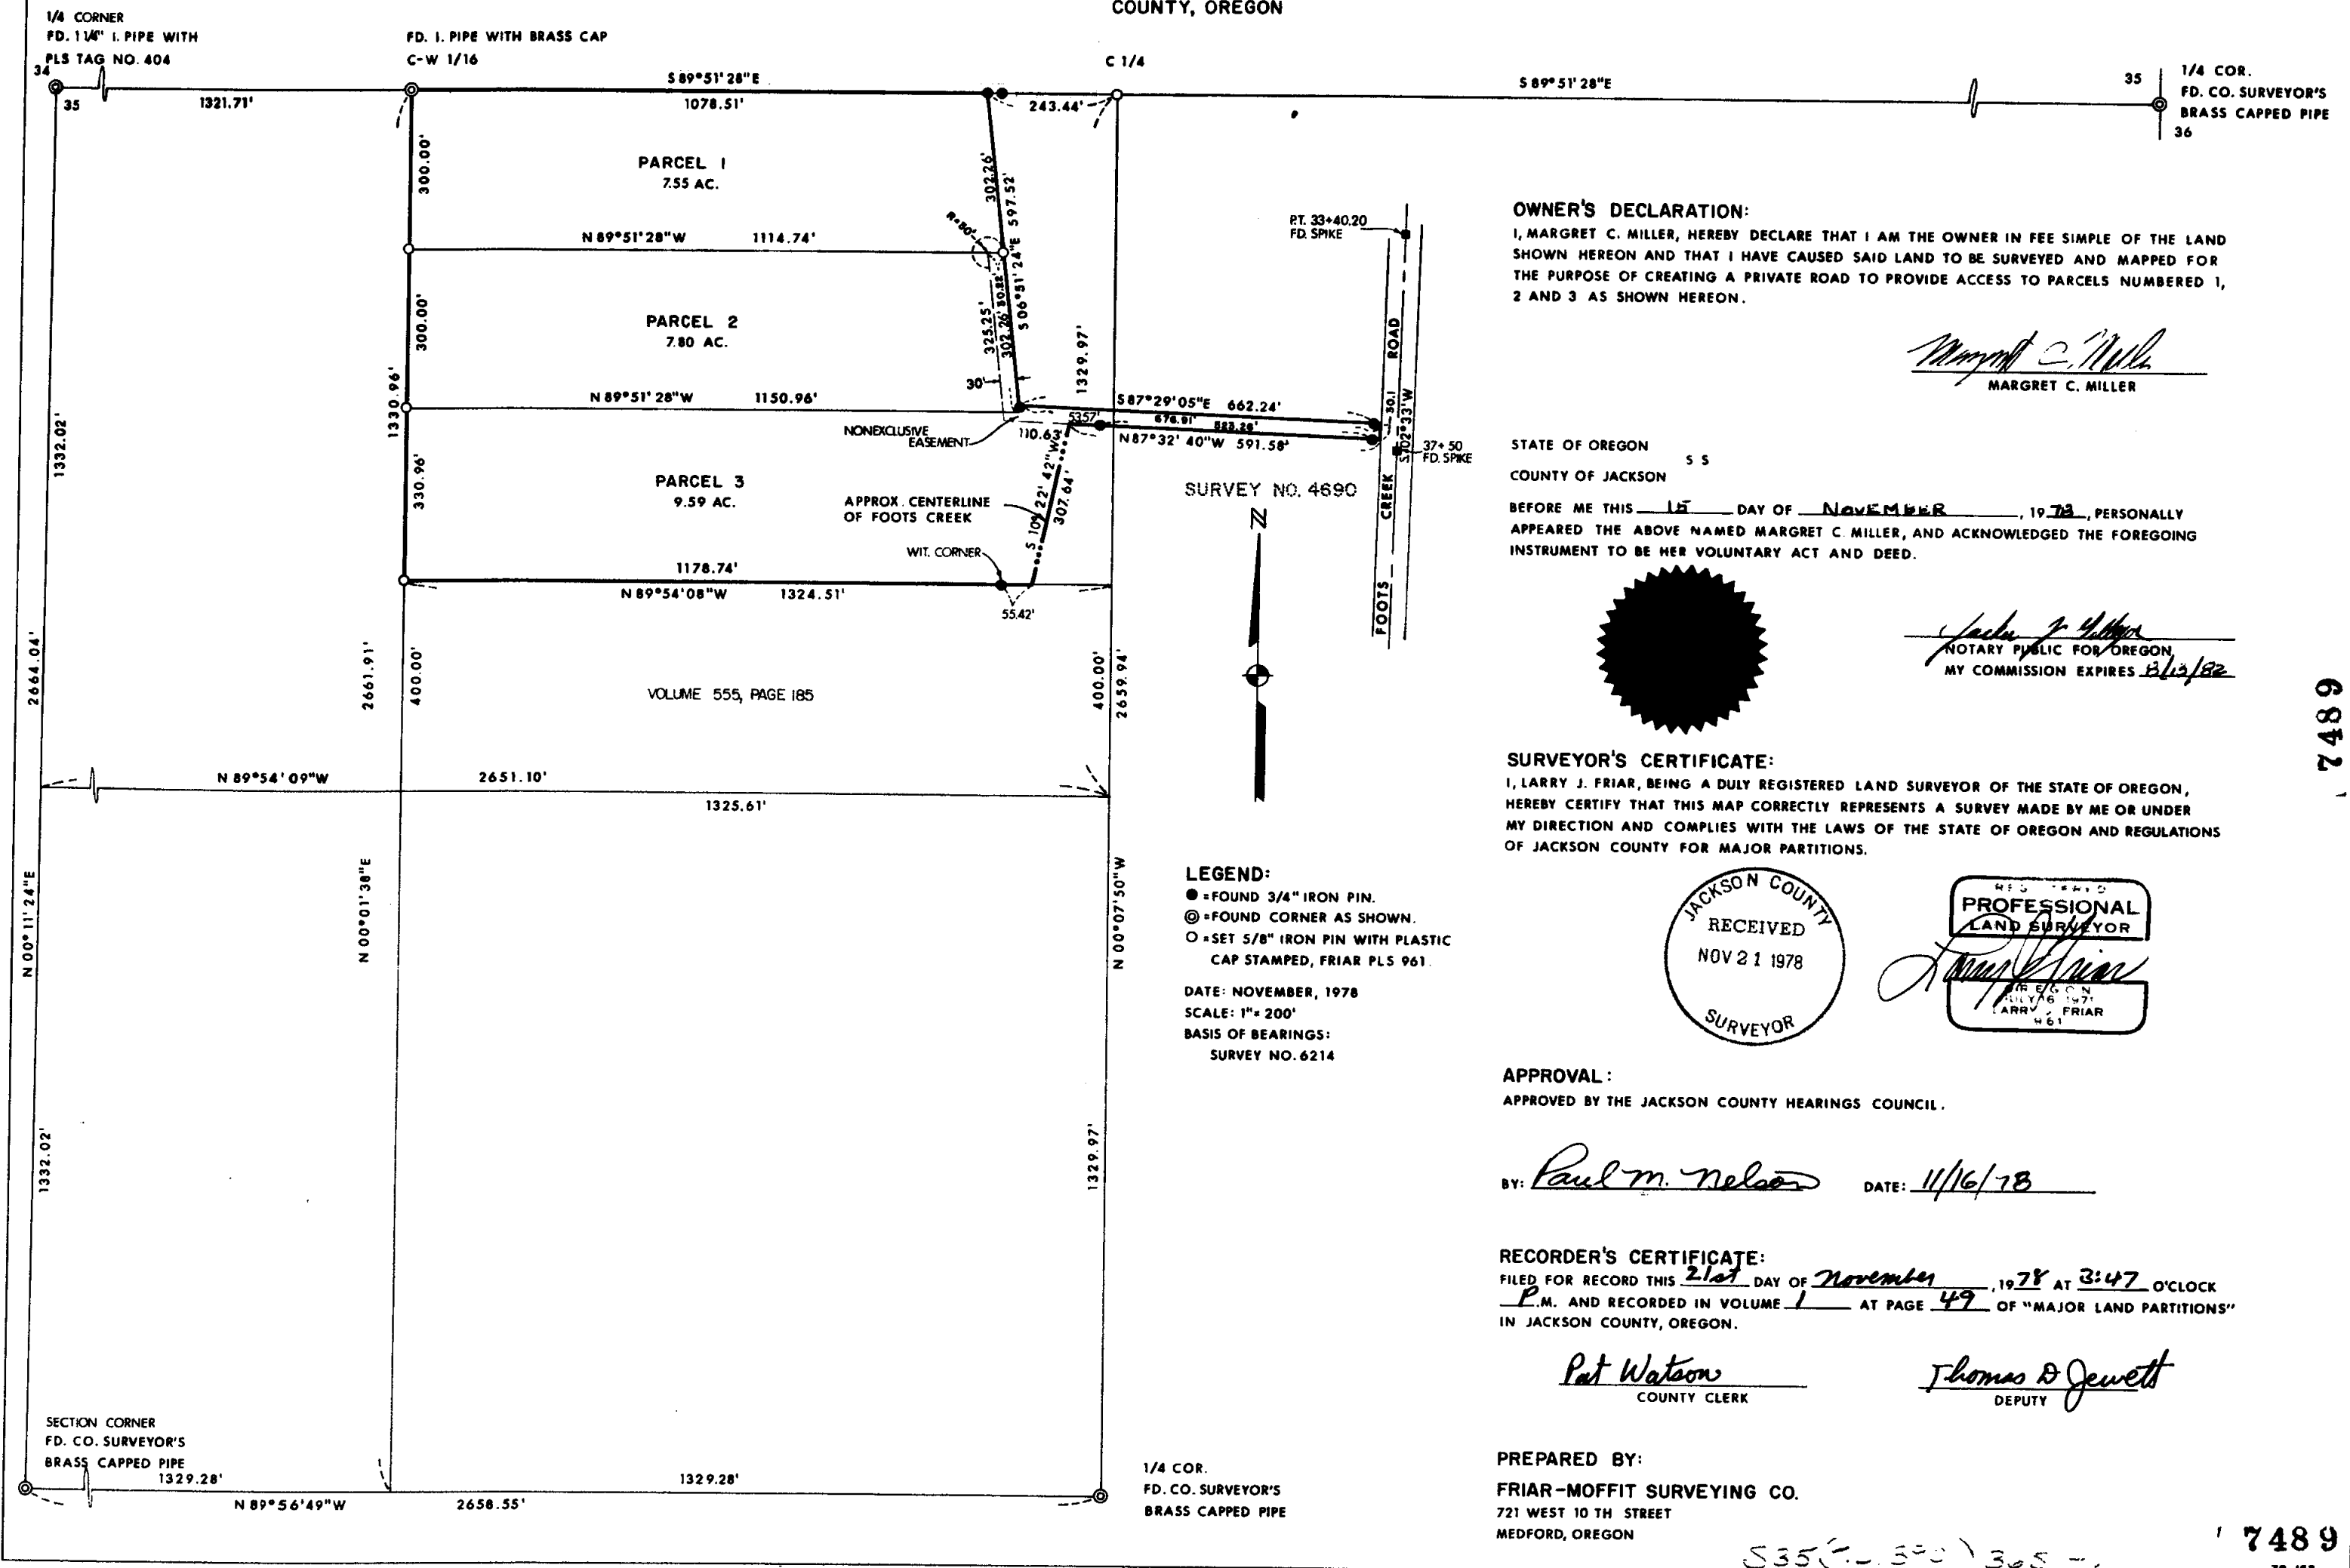 COUNTY, OREGON
1/4 CORNER
FD. 1 1/4" I. PIPE WITH
PLS TAG NO. 404
34
35
FD. I. PIPE WITH BRASS CAP
C-W 1/16
C 1/4
35
36
1/4 COR.
FD. CO. SURVEYOR'S
BRASS CAPPED PIPE
1321.71'
S 89°51'28"E
1078.51'
243.44'
S 89°51'28"E
300.00'
PARCEL 1
7.55 AC.
302.26'
597.52'
S 06°51'24"E
N 89°51'28"W 1114.74'
300.00'
PARCEL 2
7.80 AC.
325.25'
302.26'
30'
1329.97'
1332.02'
1130.96'
N 89°51'28"W 1150.96'
NONEXCLUSIVE
EASEMENT
110.63'
53.57'
S 87°29'05"E 662.24'
676.91'
N 87°32'40"W 591.58'
P.T. 33+40.20
FD. SPIKE
37+50
FD. SPIKE
FOOTS CREEK ROAD
330.96'
PARCEL 3
9.59 AC.
APPROX. CENTERLINE
OF FOOTS CREEK
307.64'
WIT. CORNER
1178.74'
N 89°54'08"W 1324.51'
55.42'
SURVEY NO. 4690
N
2664.04'
2661.91'
400.00'
VOLUME 555, PAGE 185
400.00'
2659.94'
N 89°54'09"W 2651.10'
1325.61'
N 00°11'24"E
N 00°01'38"E
N 00°07'50"W
1332.02'
1329.97'
LEGEND:
● = FOUND 3/4" IRON PIN.
◎ = FOUND CORNER AS SHOWN.
O = SET 5/8" IRON PIN WITH PLASTIC
CAP STAMPED, FRIAR PLS 961.
DATE: NOVEMBER, 1978
SCALE: 1" = 200'
BASIS OF BEARINGS:
SURVEY NO. 6214
SECTION CORNER
FD. CO. SURVEYOR'S
BRASS CAPPED PIPE
1329.28'
1329.28'
N 89°56'49"W 2658.55'
1/4 COR.
FD. CO. SURVEYOR'S
BRASS CAPPED PIPE
OWNER'S DECLARATION:
I, MARGRET C. MILLER, HEREBY DECLARE THAT I AM THE OWNER IN FEE SIMPLE OF THE LAND
SHOWN HEREON AND THAT I HAVE CAUSED SAID LAND TO BE SURVEYED AND MAPPED FOR
THE PURPOSE OF CREATING A PRIVATE ROAD TO PROVIDE ACCESS TO PARCELS NUMBERED 1,
2 AND 3 AS SHOWN HEREON.
MARGRET C. MILLER
STATE OF OREGON
S S
COUNTY OF JACKSON
BEFORE ME THIS 15 DAY OF NOVEMBER, 1978, PERSONALLY
APPEARED THE ABOVE NAMED MARGRET C. MILLER, AND ACKNOWLEDGED THE FOREGOING
INSTRUMENT TO BE HER VOLUNTARY ACT AND DEED.
NOTARY PUBLIC FOR OREGON
MY COMMISSION EXPIRES 8/13/82
7489
SURVEYOR'S CERTIFICATE:
I, LARRY J. FRIAR, BEING A DULY REGISTERED LAND SURVEYOR OF THE STATE OF OREGON,
HEREBY CERTIFY THAT THIS MAP CORRECTLY REPRESENTS A SURVEY MADE BY ME OR UNDER
MY DIRECTION AND COMPLIES WITH THE LAWS OF THE STATE OF OREGON AND REGULATIONS
OF JACKSON COUNTY FOR MAJOR PARTITIONS.
JACKSON COUNTY
RECEIVED
NOV 21 1978
SURVEYOR
PROFESSIONAL
LAND SURVEYOR
Larry J Friar
OREGON
JULY 16 1971
LARRY J. FRIAR
961
APPROVAL:
APPROVED BY THE JACKSON COUNTY HEARINGS COUNCIL.
BY: Paul M. Nelson DATE: 11/16/78
RECORDER'S CERTIFICATE:
FILED FOR RECORD THIS 21st DAY OF November, 1978 AT 3:47 O'CLOCK
P.M. AND RECORDED IN VOLUME 1 AT PAGE 49 OF "MAJOR LAND PARTITIONS"
IN JACKSON COUNTY, OREGON.
Pat Watson
COUNTY CLERK
Thomas D Jewett
DEPUTY
PREPARED BY:
FRIAR-MOFFIT SURVEYING CO.
721 WEST 10 TH STREET
MEDFORD, OREGON
7489